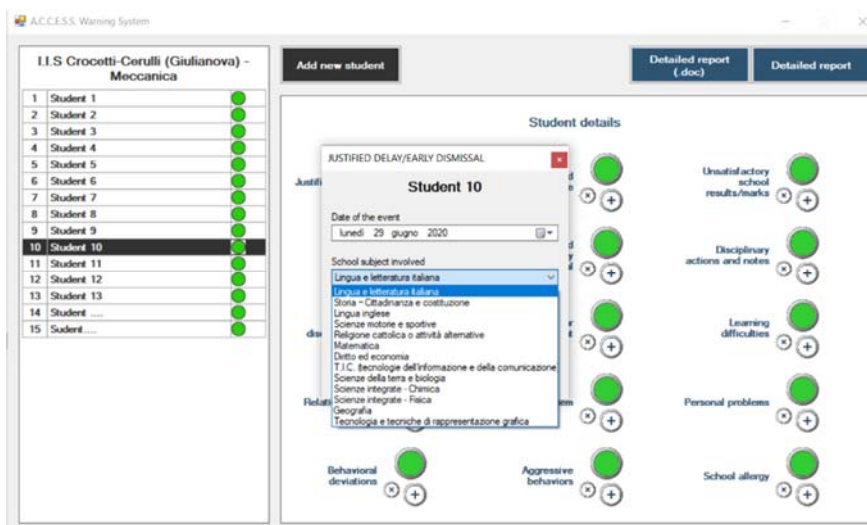 A.C.C.E.S.S. Warning System
I.I.S Crocetti-Cerulli (Giulianova) -
Meccanica
1 Student 1
2 Student 2
3 Student 3
4 Student 4
5 Student 5
6 Student 6
7 Student 7
8 Student 8
9 Student 9
10 Student 10
11 Student 11
12 Student 12
13 Student 13
14 Student ....
15 Sudent....
Add new student
Detailed report
(.doc)
Detailed report
Student details
Unsatisfactory
school
results/marks
Disciplinary
actions and notes
Learning
difficulties
Personal problems
Behavioral
deviations
Aggressive
behaviors
School allergy
JUSTIFIED DELAY/EARLY DISMISSAL
Student 10
Date of the event
lunedì 29 giugno 2020
School subject involved
Lingua e letteratura italiana
Lingua e letteratura italiana
Storia - Cittadinanza e costituzione
Lingua inglese
Scienze motorie e sportive
Religione cattolica o attività alternative
Matematica
Diritto ed economia
T.I.C. (tecnologie dell'informazione e della comunicazione)
Scienze della terra e biologia
Scienze integrate - Chimica
Scienze integrate - Fisica
Geografia
Tecnologia e tecniche di rappresentazione grafica